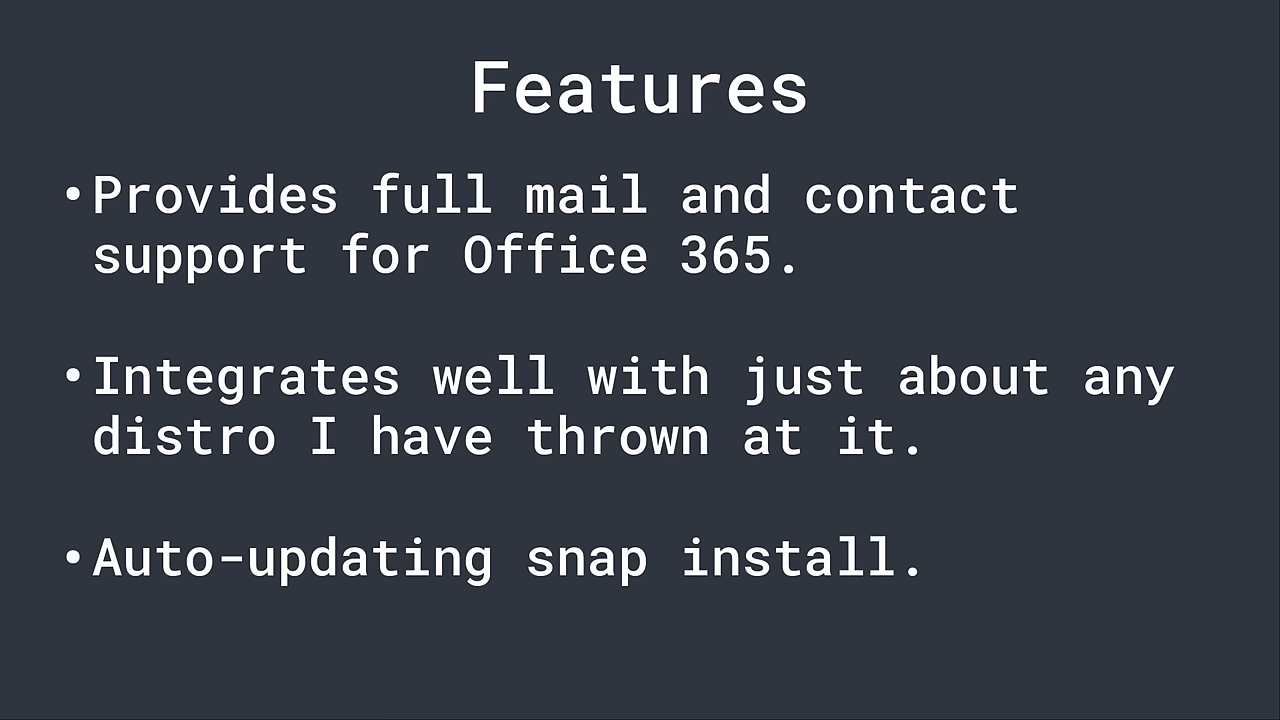 Features
•Provides full mail and contact
support for Office 365.
•Integrates well with just about any
distro I have thrown at it.
•Auto-updating snap install.